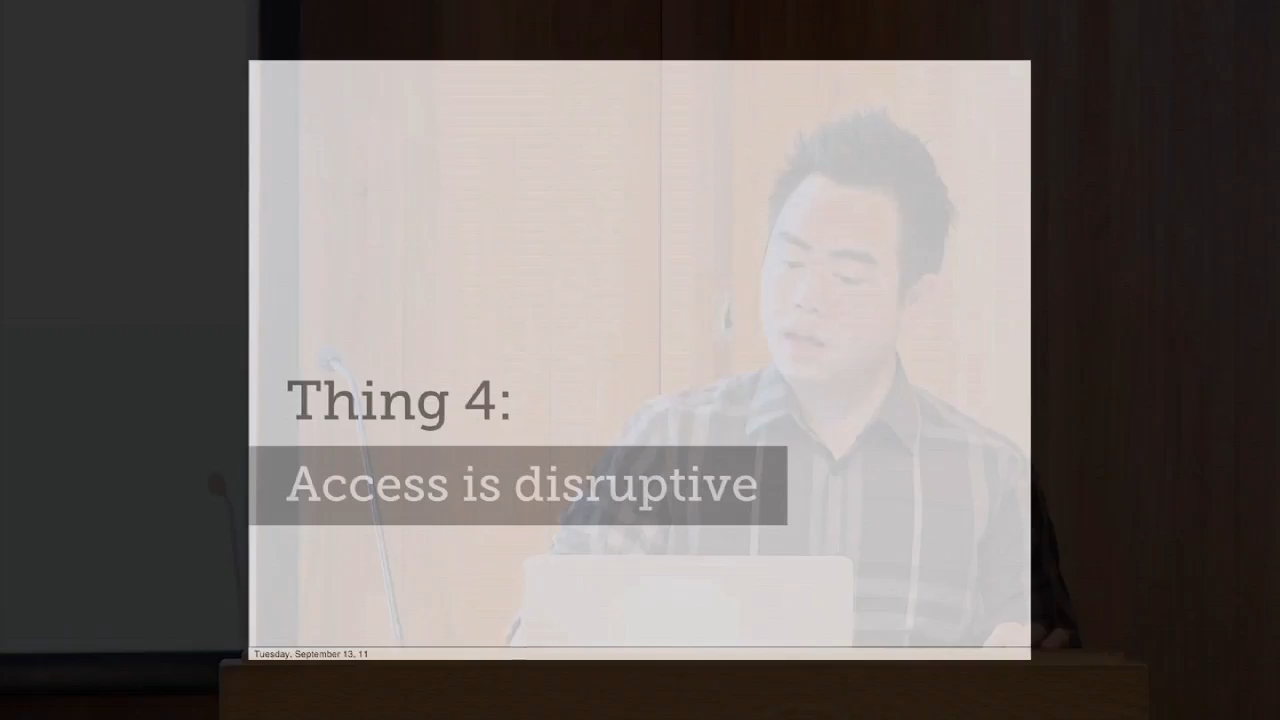 Thing 4:
Access is disruptive
Tuesday, September 13, 11